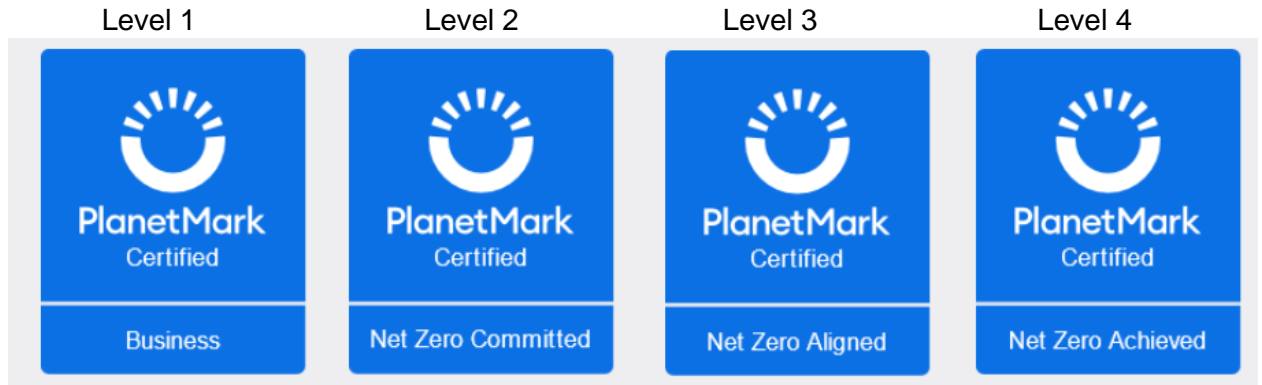 Level 1
Level 2
Level 3
Level 4
PlanetMark
Certified
Business
PlanetMark
Certified
Net Zero Committed
PlanetMark
Certified
Net Zero Aligned
PlanetMark
Certified
Net Zero Achieved